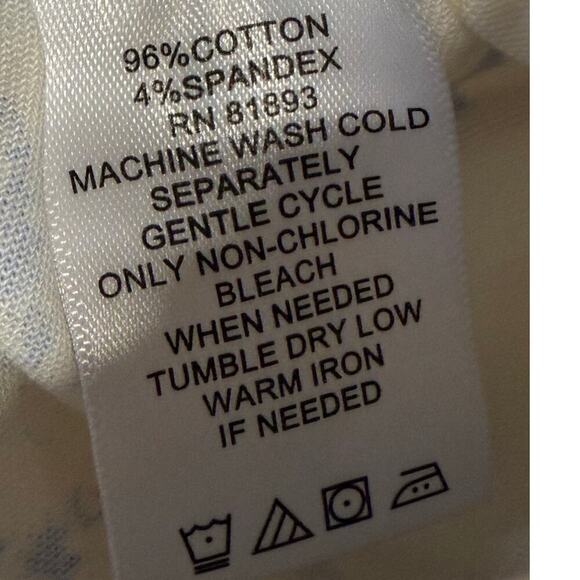 96%COTTON
4%SPANDEX
RN 81893
MACHINE WASH COLD
SEPARATELY
GENTLE CYCLE
ONLY NON-CHLORINE
BLEACH
WHEN NEEDED
TUMBLE DRY LOW
WARM IRON
IF NEEDED